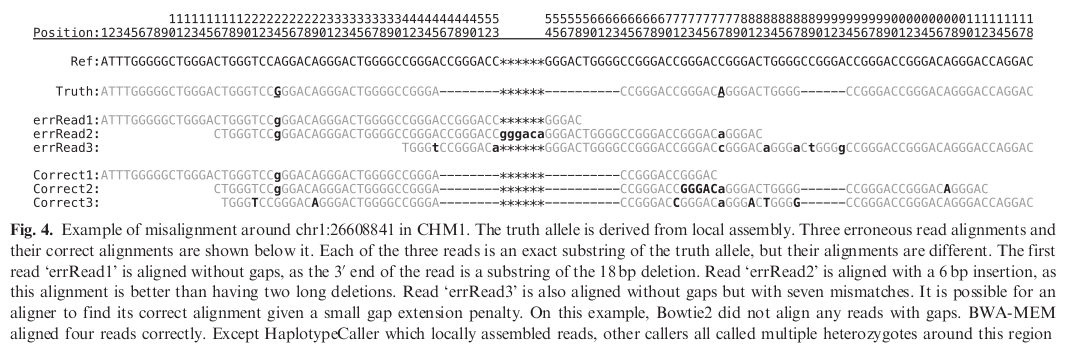 11111111112222222222333333333344444444445555 55555566666666667777777777888888888899999999990000000000111111111
Position:12345678901234567890123456789012345678901234567890123 45678901234567890123456789012345678901234567890123456789012345678
Ref:ATTTGGGGGCTGGGACTGGGTCCAGGACAGGGACTGGGGCCGGGACCGGGACC******GGGACTGGGGCCGGGACCGGGACCGGGACTGGGGCCGGGACCGGGACCGGGACAGGGACCAGGAC
Truth:ATTTGGGGGCTGGGACTGGGTCCGGGACAGGGACTGGGGCCGGGA--------******----------CCGGGACCGGGACAGGGACTGGGG------CCGGGACCGGGACAGGGACCAGGAC
errRead1:ATTTGGGGGCTGGGACTGGGTCCgGGACAGGGACTGGGGCCGGGACCGGGACC******GGGAC
errRead2: CTGGGTCCgGGACAGGGACTGGGGCCGGGACCGGGACCgggacaGGGACTGGGGCCGGGACCGGGACaGGGAC
errRead3: TGGGtCCGGGACa******GGGACTGGGGCCGGGACCGGGACcGGGACaGGGaCtGGGgCCGGGACCGGGACAGGGACCAGGAC
Correct1:ATTTGGGGGCTGGGACTGGGTCCgGGACAGGGACTGGGGCCGGGA--------******----------CCGGGACCGGGAC
Correct2: CTGGGTCCgGGACAGGGACTGGGGCCGGGA--------******----------CCGGGACCGGGACaGGGACTGGGG------CCGGGACCGGGACAGGGAC
Correct3: TGGGTCCGGGACAGGGACTGGGGCCGGGA--------******----------CCGGGACCGGGACaGGGACTGGGG------CCGGGACCGGGACAGGGACCAGGAC
Fig. 4. Example of misalignment around chr1:26608841 in CHM1. The truth allele is derived from local assembly. Three erroneous read alignments and
their correct alignments are shown below it. Each of the three reads is an exact substring of the truth allele, but their alignments are different. The first
read ‘errRead1’ is aligned without gaps, as the 3′ end of the read is a substring of the 18 bp deletion. Read ‘errRead2’ is aligned with a 6 bp insertion, as
this alignment is better than having two long deletions. Read ‘errRead3’ is also aligned without gaps but with seven mismatches. It is possible for an
aligner to find its correct alignment given a small gap extension penalty. On this example, Bowtie2 did not align any reads with gaps. BWA-MEM
aligned four reads correctly. Except HaplotypeCaller which locally assembled reads, other callers all called multiple heterozygotes around this region